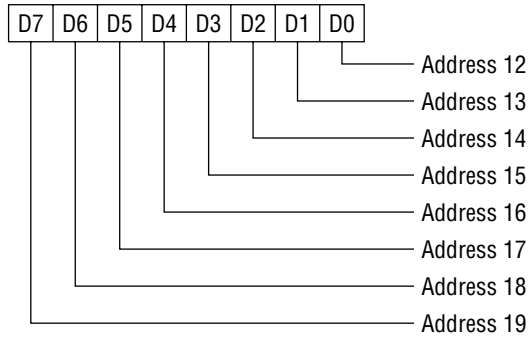 D7 D6 D5 D4 D3 D2 D1 D0
Address 12
Address 13
Address 14
Address 15
Address 16
Address 17
Address 18
Address 19